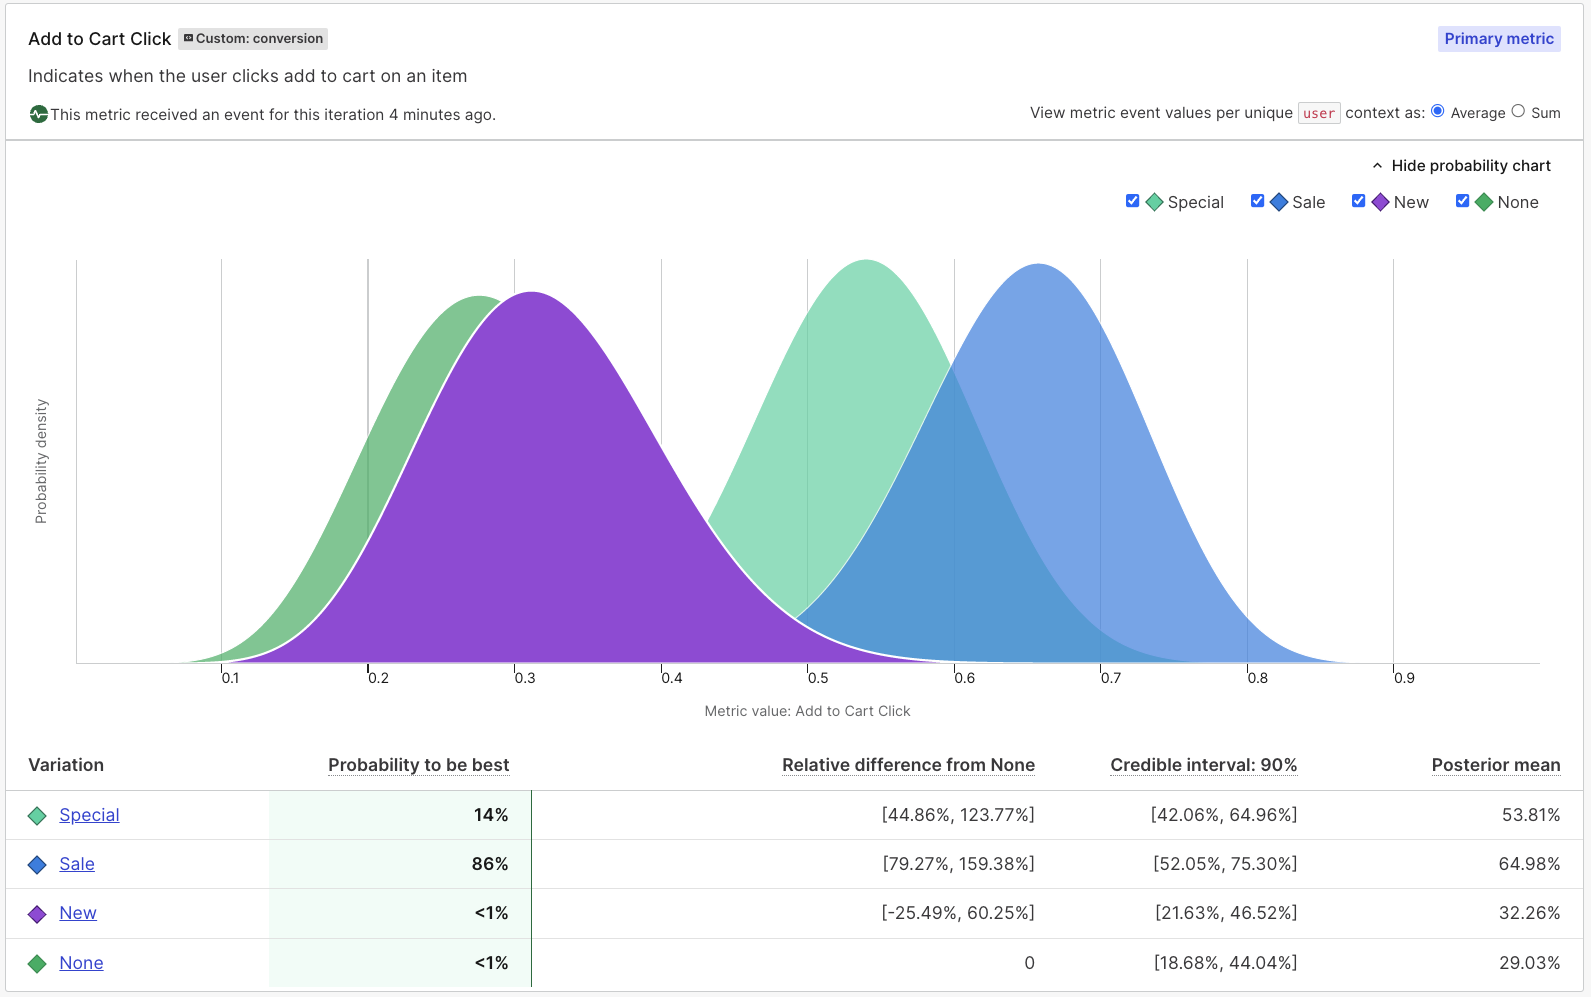 Add to Cart Click Custom: conversion Primary metric
Indicates when the user clicks add to cart on an item
This metric received an event for this iteration 4 minutes ago. View metric event values per unique user context as: Average Sum
Hide probability chart
Special Sale New None
Probability density
0.1 0.2 0.3 0.4 0.5 0.6 0.7 0.8 0.9
Metric value: Add to Cart Click
Variation Probability to be best Relative difference from None Credible interval: 90% Posterior mean
Special 14% [44.86%, 123.77%] [42.06%, 64.96%] 53.81%
Sale 86% [79.27%, 159.38%] [52.05%, 75.30%] 64.98%
New <1% [-25.49%, 60.25%] [21.63%, 46.52%] 32.26%
None <1% 0 [18.68%, 44.04%] 29.03%